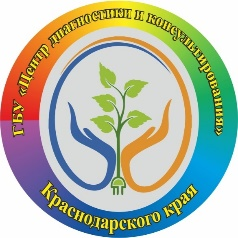 ГБУ «Центр диагностики и консультирования»
Краснодарского края